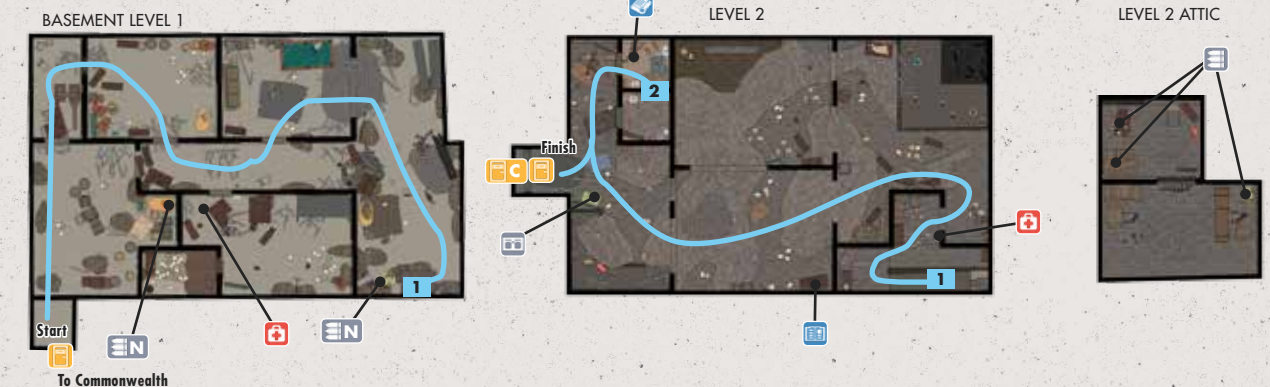 BASEMENT LEVEL 1
LEVEL 2
LEVEL 2 ATTIC
2
Finish
C
1
1
Start
N
N
To Commonwealth